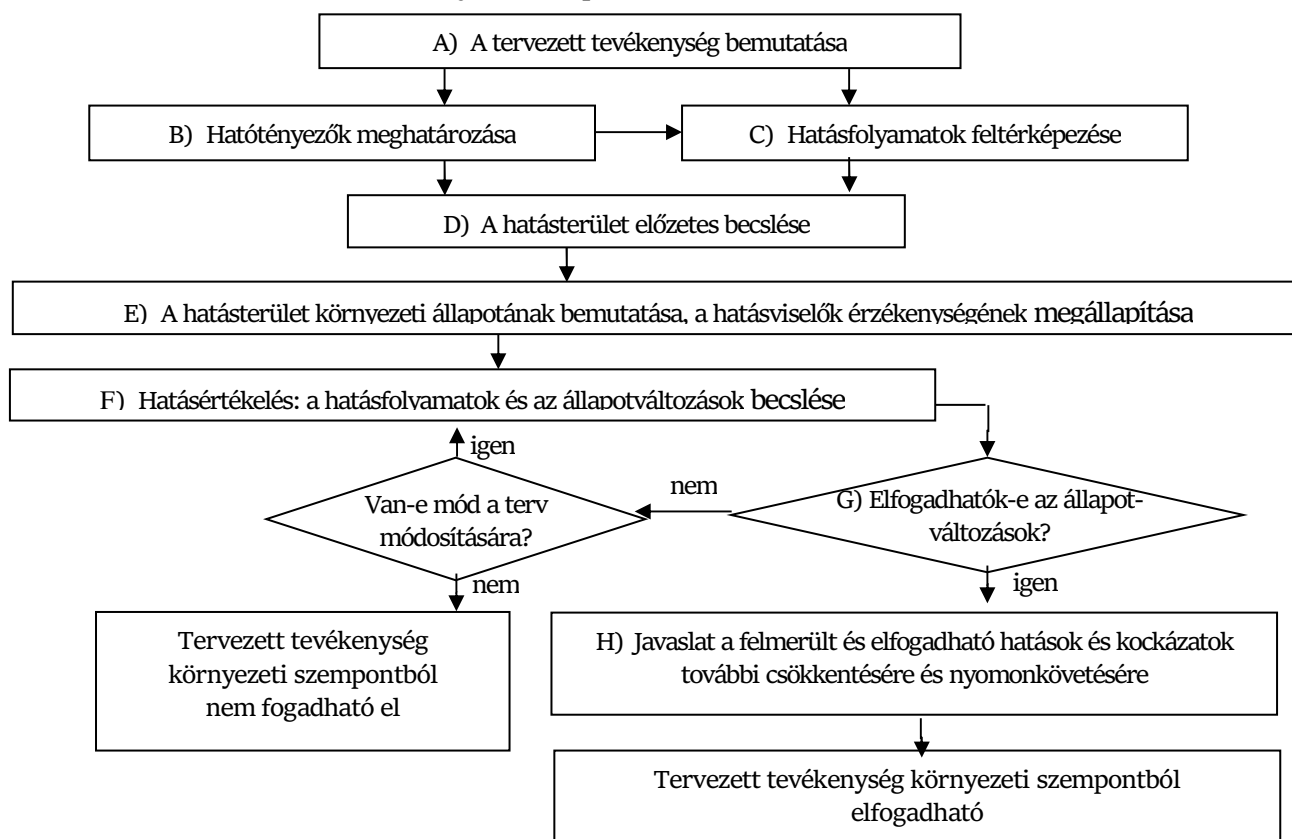 A) A tervezett tevékenység bemutatása
B) Hatótényezők meghatározása
C) Hatásfolyamatok feltérképezése
D) A hatásterület előzetes becslése
E) A hatásterület környezeti állapotának bemutatása, a hatásviselők érzékenységének megállapítása
F) Hatásértékelés: a hatásfolyamatok és az állapotváltozások becslése
igen
nem
Van-e mód a terv
módosítására?
G) Elfogadhatók-e az állapot-
változások?
nem
igen
Tervezett tevékenység
környezeti szempontból
nem fogadható el
H) Javaslat a felmerült és elfogadható hatások és kockázatok
további csökkentésére és nyomonkövetésére
Tervezett tevékenység környezeti szempontból
elfogadható